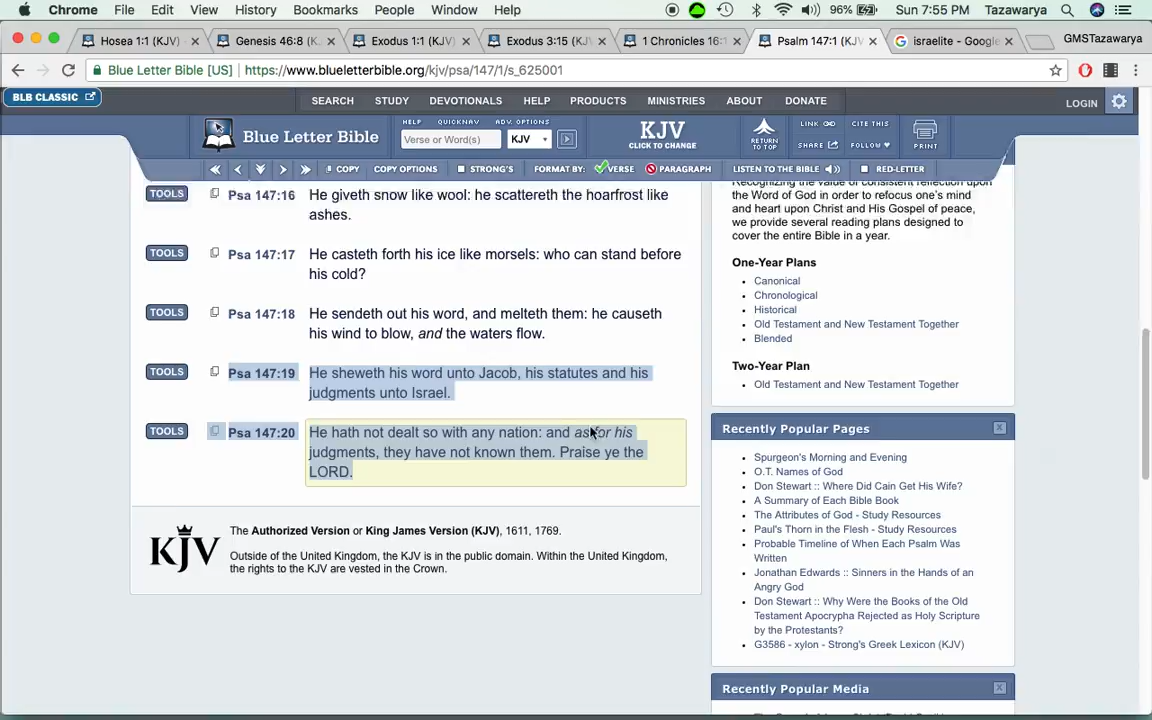 Chrome File Edit View History Bookmarks People Window Help 96% Sun 7:55 PM Tazawarya
Hosea 1:1 (KJV) Genesis 46:8 ( Exodus 1:1 (KJV) Exodus 3:15 (KJV 1 Chronicles 16: Psalm 147:1 (KJV israelite - Google GMSTazawarya
Blue Letter Bible [US] https://www.blueletterbible.org/kjv/psa/147/1/s_625001
BLB CLASSIC
SEARCH STUDY DEVOTIONALS HELP PRODUCTS MINISTRIES ABOUT DONATE LOGIN
Blue Letter Bible
HELP QUICKNAV ADV. OPTIONS
Verse or Word(s) KJV
KJV
CLICK TO CHANGE
RETURN
TO TOP
LINK CITE THIS
SHARE FOLLOW
PRINT
COPY COPY OPTIONS STRONG'S FORMAT BY: VERSE PARAGRAPH LISTEN TO THE BIBLE RED-LETTER
TOOLS Psa 147:16 He giveth snow like wool: he scattereth the hoarfrost like
ashes.
TOOLS Psa 147:17 He casteth forth his ice like morsels: who can stand before
his cold?
TOOLS Psa 147:18 He sendeth out his word, and melteth them: he causeth
his wind to blow, and the waters flow.
TOOLS Psa 147:19 He sheweth his word unto Jacob, his statutes and his
judgments unto Israel.
TOOLS Psa 147:20 He hath not dealt so with any nation: and as for his
judgments, they have not known them. Praise ye the
LORD.
KJV
The Authorized Version or King James Version (KJV), 1611, 1769.
Outside of the United Kingdom, the KJV is in the public domain. Within the United Kingdom,
the rights to the KJV are vested in the Crown.
Recognizing the value of consistent reflection upon
the Word of God in order to refocus one's mind
and heart upon Christ and His Gospel of peace,
we provide several reading plans designed to
cover the entire Bible in a year.
One-Year Plans
Canonical
Chronological
Historical
Old Testament and New Testament Together
Blended
Two-Year Plan
Old Testament and New Testament Together
Recently Popular Pages
Spurgeon's Morning and Evening
O.T. Names of God
Don Stewart :: Where Did Cain Get His Wife?
A Summary of Each Bible Book
The Attributes of God - Study Resources
Paul's Thorn in the Flesh - Study Resources
Probable Timeline of When Each Psalm Was
Written
Jonathan Edwards :: Sinners in the Hands of an
Angry God
Don Stewart :: Why Were the Books of the Old
Testament Apocrypha Rejected as Holy Scripture
by the Protestants?
G3586 - xylon - Strong's Greek Lexicon (KJV)
Recently Popular Media